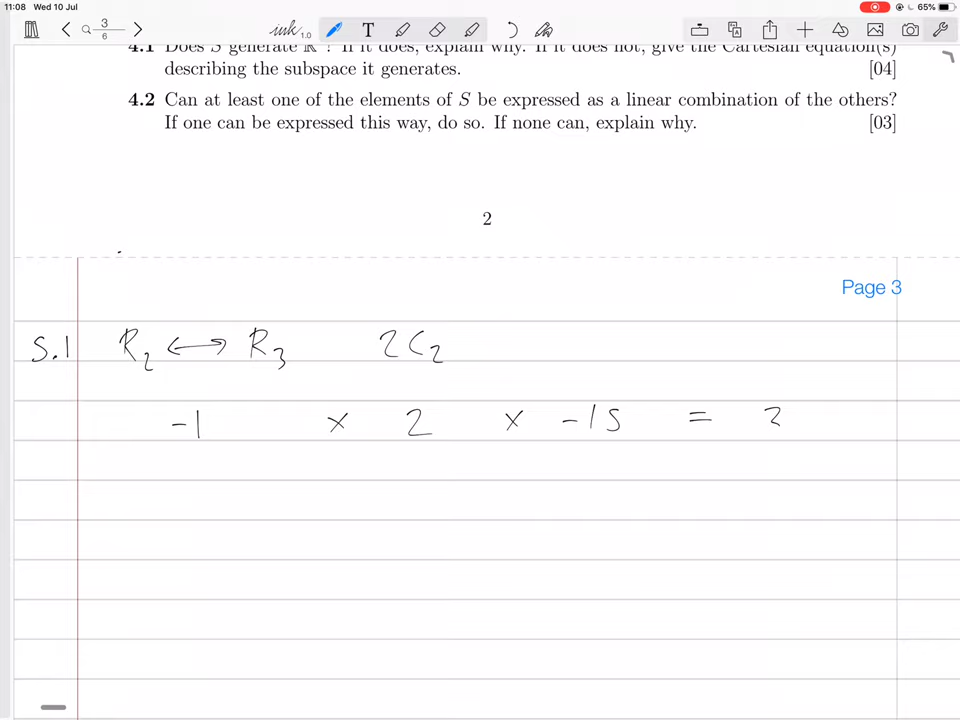 11:08 Wed 10 Jul 65%
3
6
ink 1.0 T
4.1 Does S generate ℝ ? If it does, explain why. If it does not, give the Cartesian equation(s)
describing the subspace it generates. [04]
4.2 Can at least one of the elements of S be expressed as a linear combination of the others?
If one can be expressed this way, do so. If none can, explain why. [03]
2
Page 3
5.1 R₂ ↔ R₃ 2C₂
-1 × 2 × -15 = 3